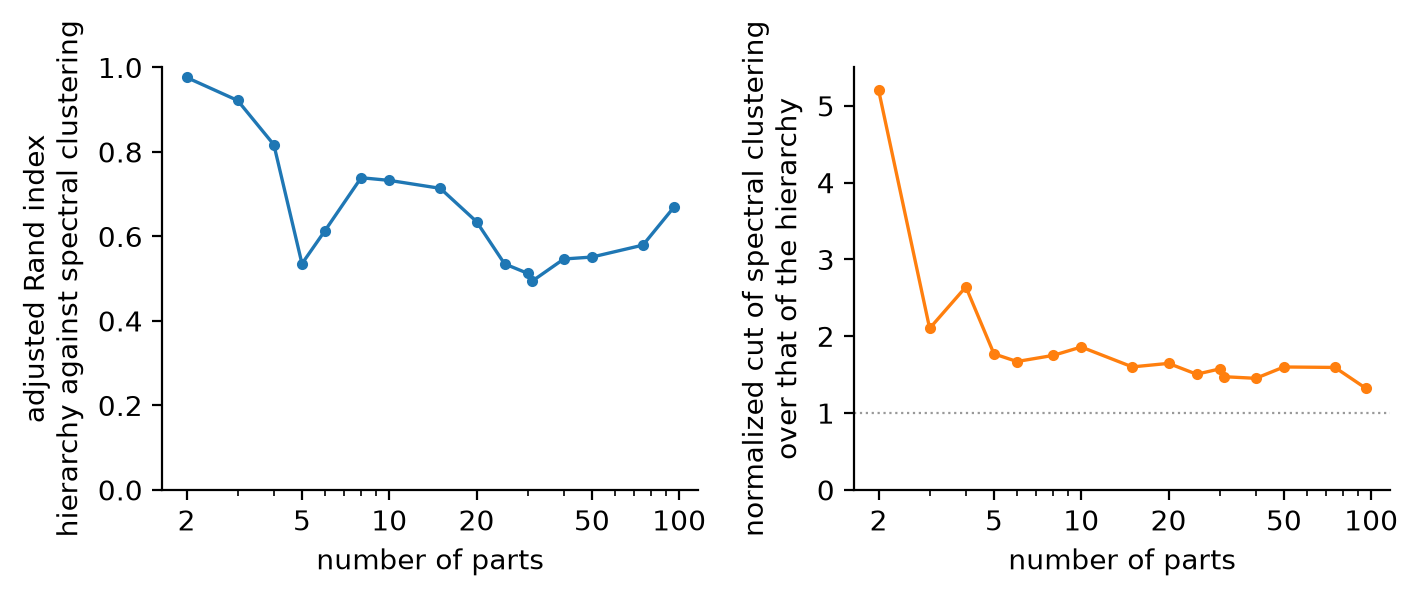 adjusted Rand index
hierarchy against spectral clustering
1.0
0.8
0.6
0.4
0.2
0.0
2 5 10 20 50 100
number of parts
normalized cut of spectral clustering
over that of the hierarchy
5
4
3
2
1
0
2 5 10 20 50 100
number of parts